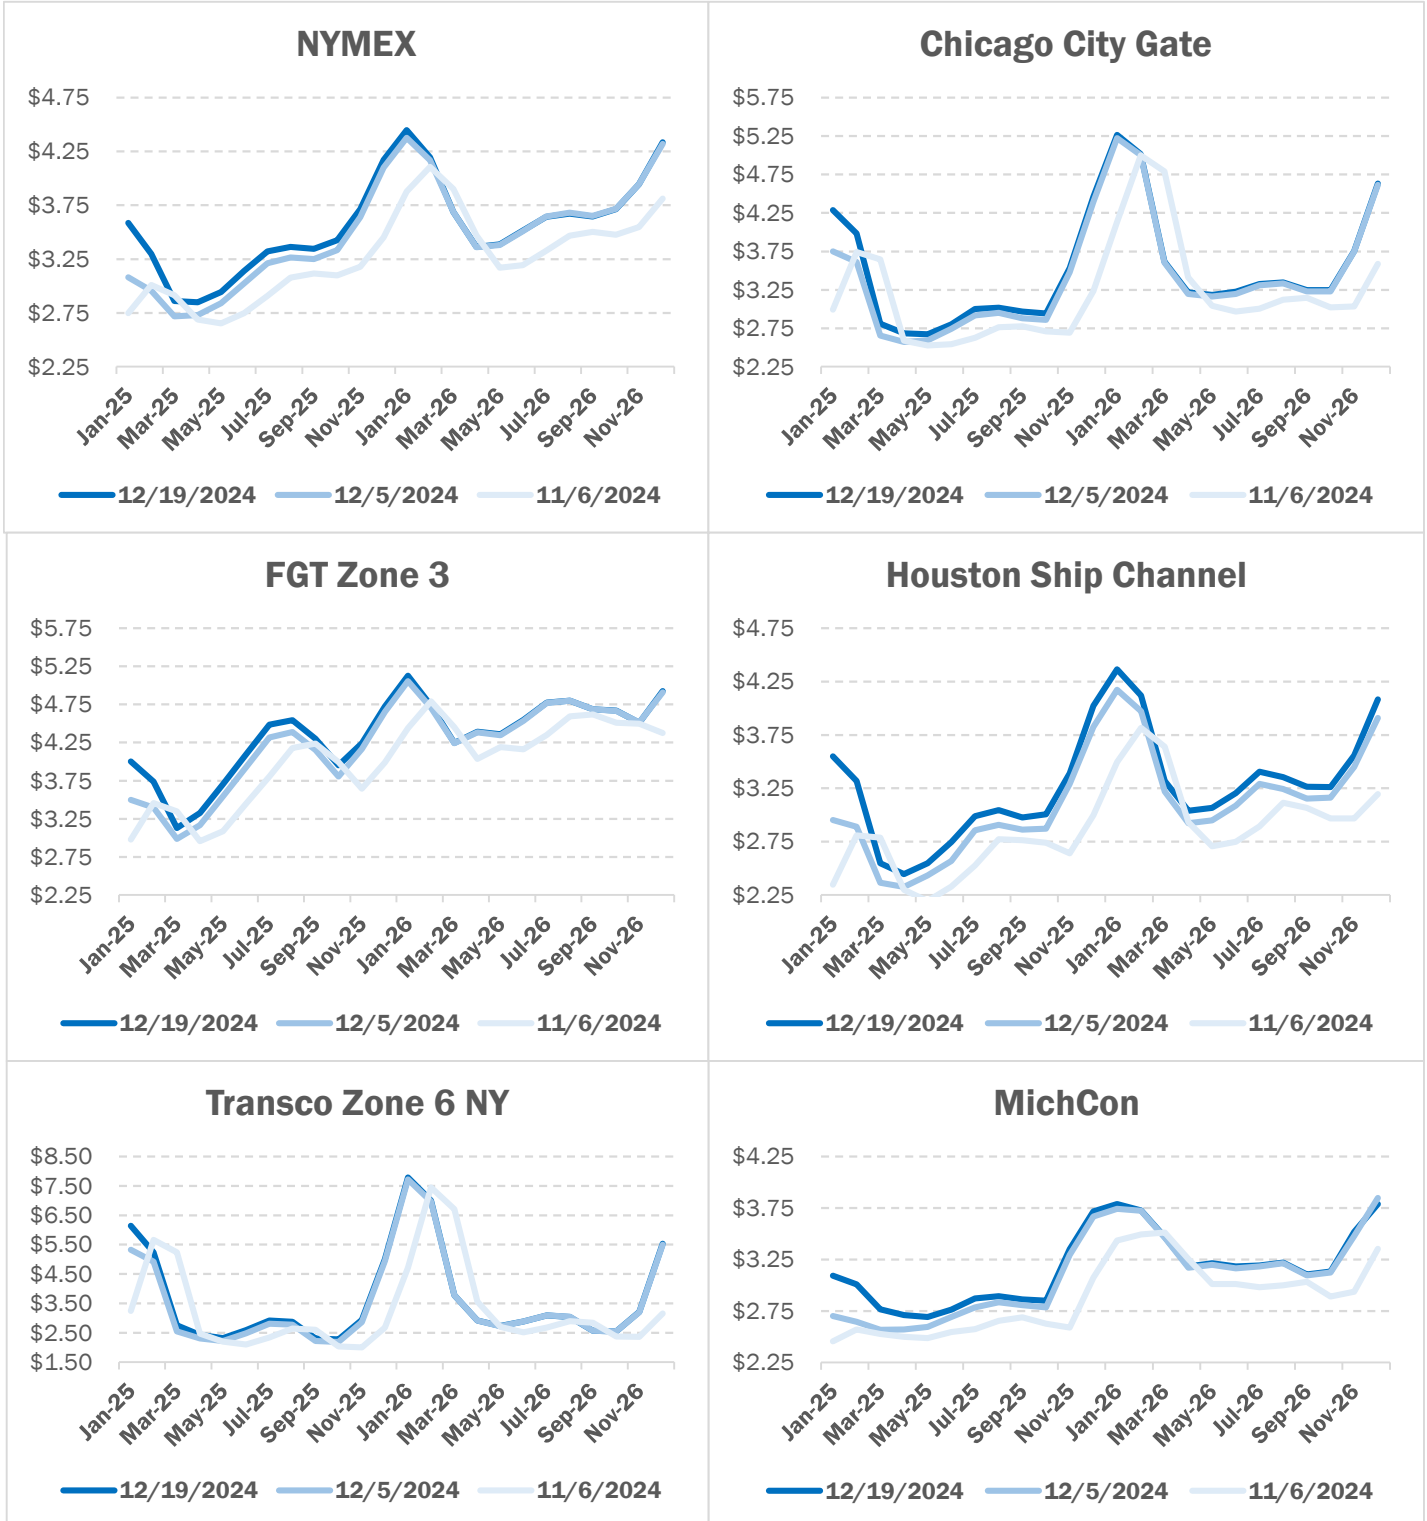 NYMEX
$4.75
$4.25
$3.75
$3.25
$2.75
$2.25
Jan-25
Mar-25
May-25
Jul-25
Sep-25
Nov-25
Jan-26
Mar-26
May-26
Jul-26
Sep-26
Nov-26
12/19/2024 12/5/2024 11/6/2024
Chicago City Gate
$5.75
$5.25
$4.75
$4.25
$3.75
$3.25
$2.75
$2.25
Jan-25
Mar-25
May-25
Jul-25
Sep-25
Nov-25
Jan-26
Mar-26
May-26
Jul-26
Sep-26
Nov-26
12/19/2024 12/5/2024 11/6/2024
FGT Zone 3
$5.75
$5.25
$4.75
$4.25
$3.75
$3.25
$2.75
$2.25
Jan-25
Mar-25
May-25
Jul-25
Sep-25
Nov-25
Jan-26
Mar-26
May-26
Jul-26
Sep-26
Nov-26
12/19/2024 12/5/2024 11/6/2024
Houston Ship Channel
$4.75
$4.25
$3.75
$3.25
$2.75
$2.25
Jan-25
Mar-25
May-25
Jul-25
Sep-25
Nov-25
Jan-26
Mar-26
May-26
Jul-26
Sep-26
Nov-26
12/19/2024 12/5/2024 11/6/2024
Transco Zone 6 NY
$8.50
$7.50
$6.50
$5.50
$4.50
$3.50
$2.50
$1.50
Jan-25
Mar-25
May-25
Jul-25
Sep-25
Nov-25
Jan-26
Mar-26
May-26
Jul-26
Sep-26
Nov-26
12/19/2024 12/5/2024 11/6/2024
MichCon
$4.25
$3.75
$3.25
$2.75
$2.25
Jan-25
Mar-25
May-25
Jul-25
Sep-25
Nov-25
Jan-26
Mar-26
May-26
Jul-26
Sep-26
Nov-26
12/19/2024 12/5/2024 11/6/2024